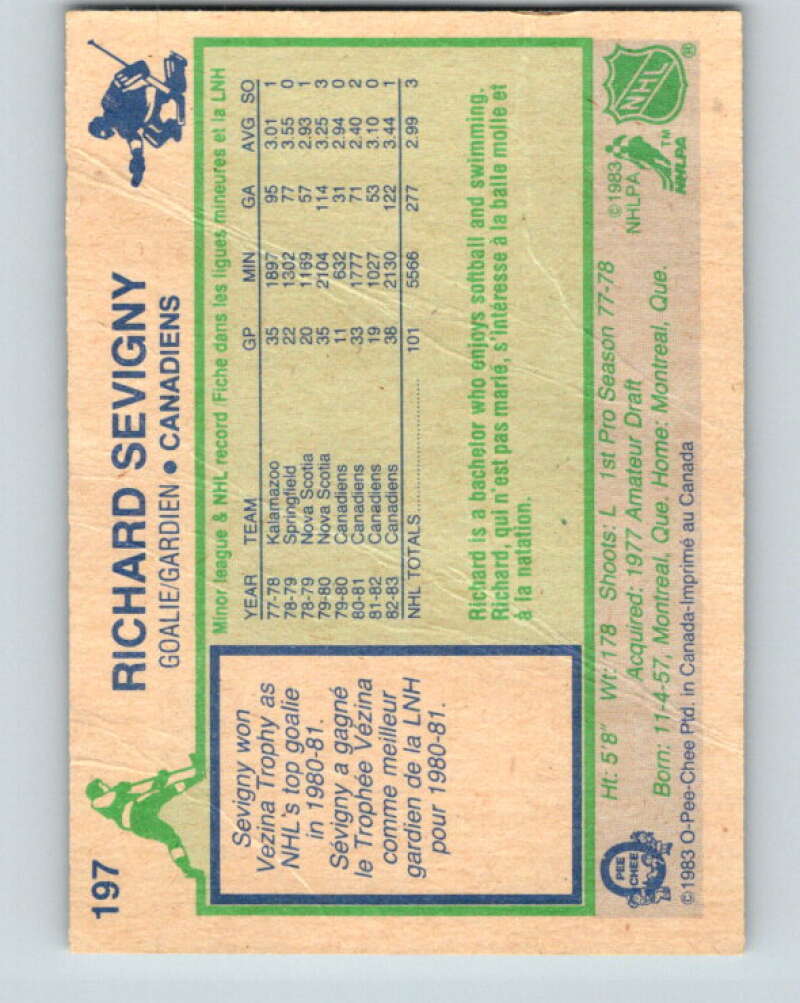 197
RICHARD SEVIGNY
GOALIE/GARDIEN • CANADIENS
Sevigny won
Vezina Trophy as
NHL's top goalie
in 1980-81.
Sévigny a gagné
le Trophée Vézina
comme meilleur
gardien de la LNH
pour 1980-81.
Minor league & NHL record/Fiche dans les ligues mineures et la LNH
YEAR TEAM GP MIN GA AVG SO
77-78 Kalamazoo 35 1897 95 3.01 1
78-79 Springfield 22 1302 77 3.55 0
78-79 Nova Scotia 20 1169 57 2.93 1
79-80 Nova Scotia 35 2104 114 3.25 3
79-80 Canadiens 11 632 31 2.94 0
80-81 Canadiens 33 1777 71 2.40 2
81-82 Canadiens 19 1027 53 3.10 0
82-83 Canadiens 38 2130 122 3.44 1
NHL TOTALS 101 5566 277 2.99 3
Richard is a bachelor who enjoys softball and swimming.
Richard, qui n'est pas marié, s'intéresse à la balle molle et
à la natation.
Ht: 5'8" Wt: 178 Shoots: L 1st Pro Season 77-78
Acquired: 1977 Amateur Draft
Born: 11-4-57, Montreal, Que. Home: Montreal, Que.
©1983 O-Pee-Chee Ptd. in Canada-Imprimé au Canada
O PEE CHEE
©1983
NHLPA
NHLPA
TM
NHL
®